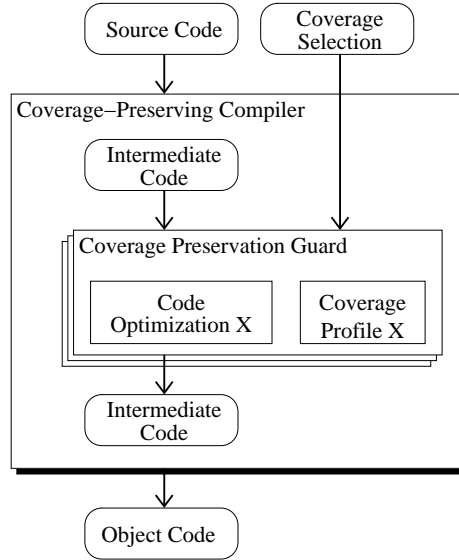 Source Code
Coverage
Selection
Coverage−Preserving Compiler
Intermediate
Code
Coverage Preservation Guard
Code
Optimization X
Coverage
Profile X
Intermediate
Code
Object Code